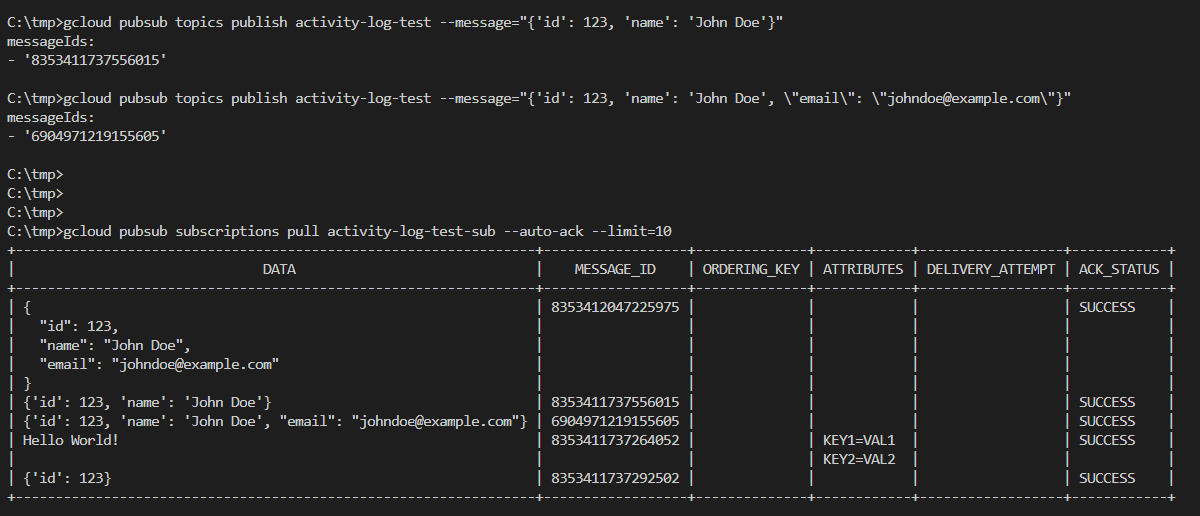 C:\tmp>gcloud pubsub topics publish activity-log-test --message="{'id': 123, 'name': 'John Doe'}"
messageIds:
- '8353411737556015'

C:\tmp>gcloud pubsub topics publish activity-log-test --message="{'id': 123, 'name': 'John Doe', \"email\": \"johndoe@example.com\"}"
messageIds:
- '6904971219155605'

C:\tmp>
C:\tmp>
C:\tmp>
C:\tmp>gcloud pubsub subscriptions pull activity-log-test-sub --auto-ack --limit=10
| DATA | MESSAGE_ID | ORDERING_KEY | ATTRIBUTES | DELIVERY_ATTEMPT | ACK_STATUS |
| { | 8353412047225975 | | | | SUCCESS |
| "id": 123, | | | | | |
| "name": "John Doe", | | | | | |
| "email": "johndoe@example.com" | | | | | |
| } | | | | | |
| {'id': 123, 'name': 'John Doe'} | 8353411737556015 | | | | SUCCESS |
| {'id': 123, 'name': 'John Doe', "email": "johndoe@example.com"} | 6904971219155605 | | | | SUCCESS |
| Hello World! | 8353411737264052 | | KEY1=VAL1 | | SUCCESS |
| | | | KEY2=VAL2 | | |
| {'id': 123} | 8353411737292502 | | | | SUCCESS |